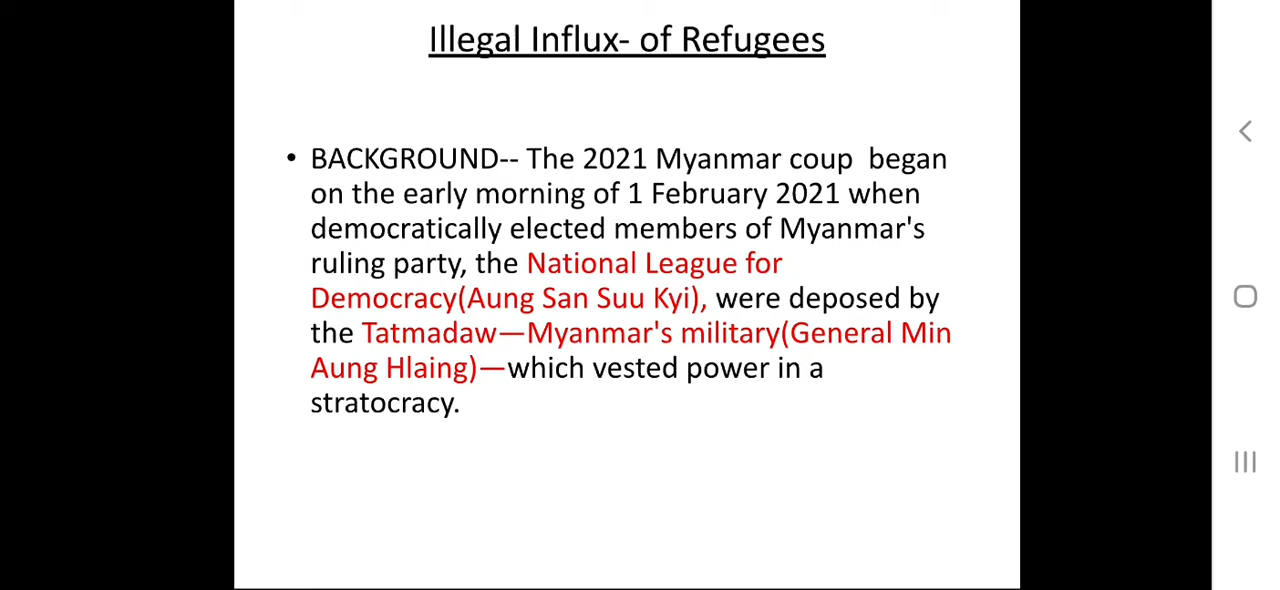 Illegal Influx- of Refugees
• BACKGROUND-- The 2021 Myanmar coup  began
on the early morning of 1 February 2021 when
democratically elected members of Myanmar's
ruling party, the National League for
Democracy(Aung San Suu Kyi), were deposed by
the Tatmadaw—Myanmar's military(General Min
Aung Hlaing)—which vested power in a
stratocracy.